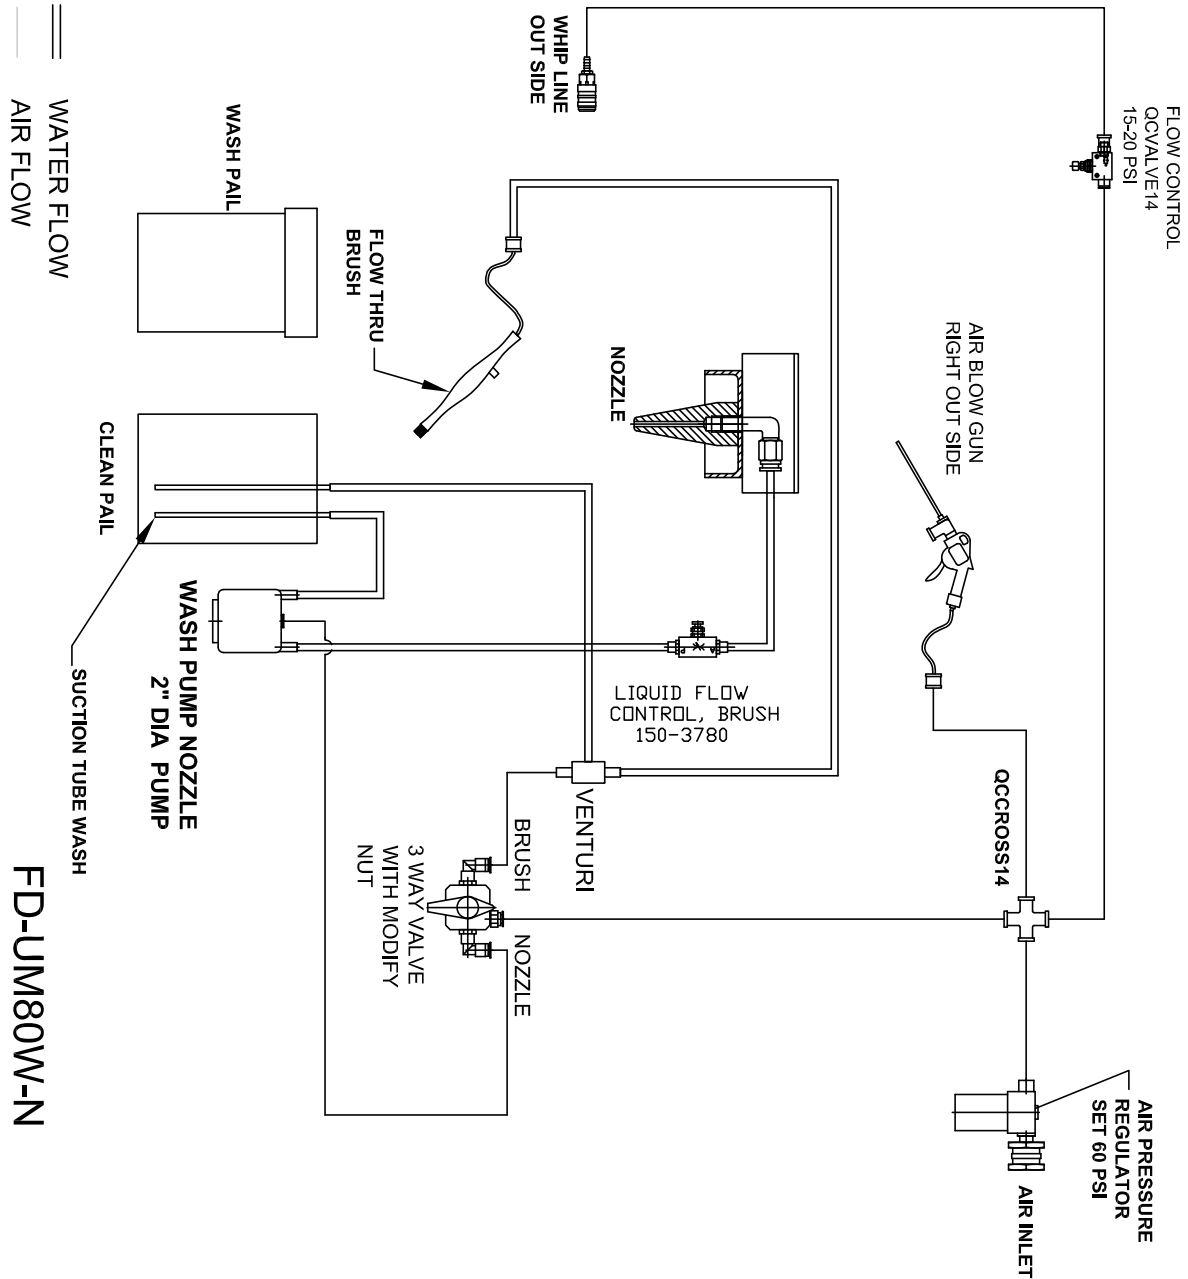 FLOW CONTROL
QCVALVE14
15-20 PSI
AIR BLOW GUN
RIGHT OUT SIDE
QCCROSS14
AIR PRESSURE
REGULATOR
SET 60 PSI
AIR INLET
WHIP LINE
OUT SIDE
NOZZLE
LIQUID FLOW
CONTROL, BRUSH
150-3780
VENTURI
BRUSH
NOZZLE
3 WAY VALVE
WITH MODIFY
NUT
FLOW THRU
BRUSH
WASH PAIL
CLEAN PAIL
WASH PUMP NOZZLE
2" DIA PUMP
SUCTION TUBE WASH
WATER FLOW
AIR FLOW
FD-UM80W-N